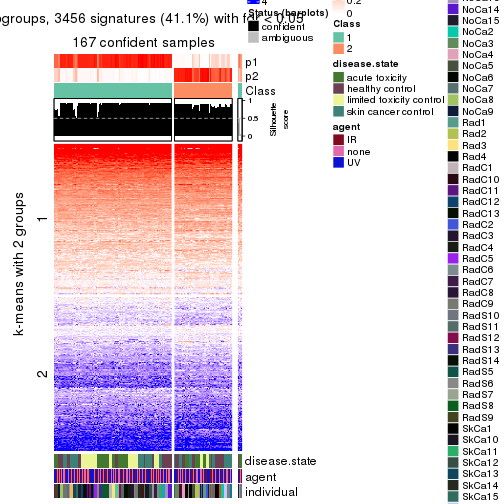 groups, 3456 signatures (41.1%) with fdr < 0.05
167 confident samples
p1
p2
Class
1
0.5
0
Silhouette
score
k-means with 2 groups
1
2
disease.state
agent
individual
4
Status (barplots)
confident
ambiguous
0.2
0
Class
1
2
disease.state
acute toxicity
healthy control
limited toxicity control
skin cancer control
agent
IR
none
UV
NoCa14
NoCa15
NoCa2
NoCa3
NoCa4
NoCa5
NoCa6
NoCa7
NoCa8
NoCa9
Rad1
Rad2
Rad3
Rad4
RadC1
RadC10
RadC11
RadC12
RadC13
RadC2
RadC3
RadC4
RadC5
RadC6
RadC7
RadC8
RadC9
RadS10
RadS11
RadS12
RadS13
RadS14
RadS5
RadS6
RadS7
RadS8
RadS9
SkCa1
SkCa10
SkCa11
SkCa12
SkCa13
SkCa14